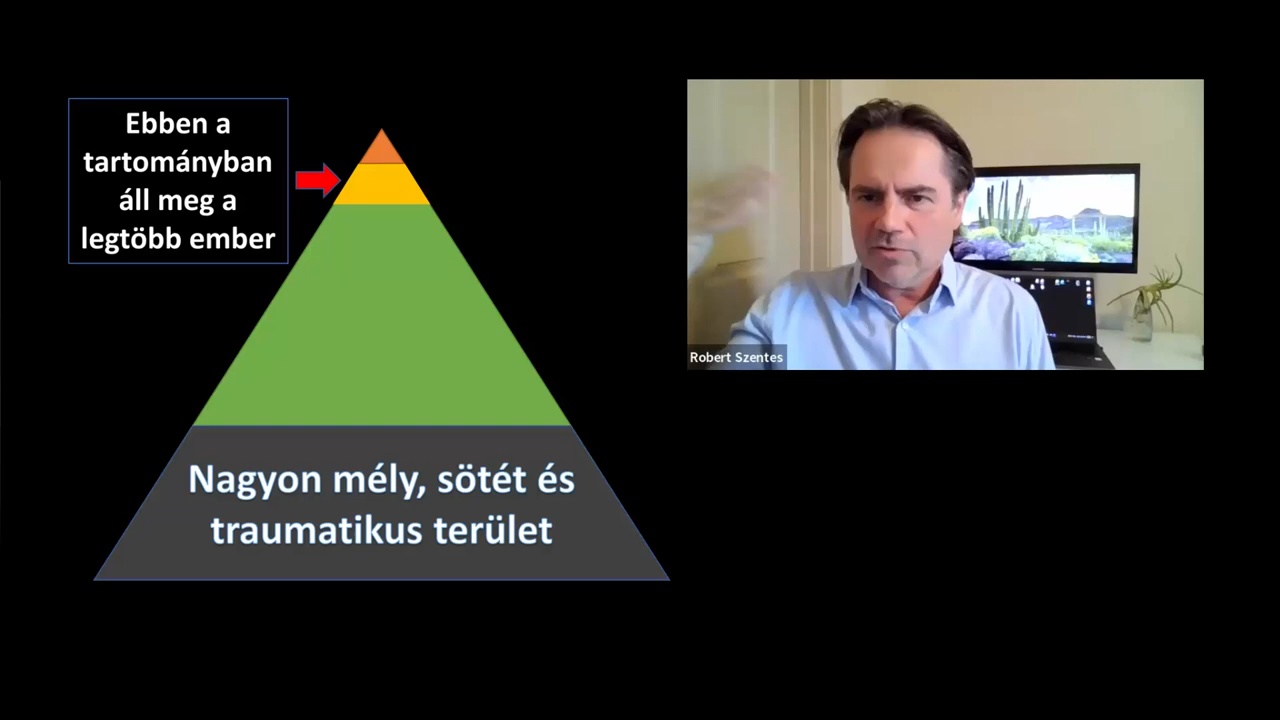 Ebben a
tartományban
áll meg a
legtöbb ember
Nagyon mély, sötét és
traumatikus terület
Robert Szentes